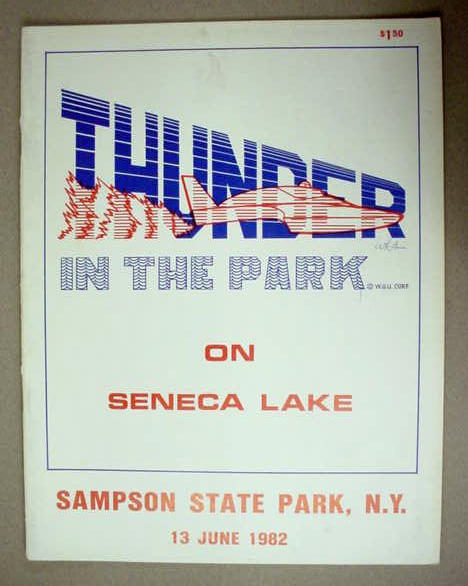 $1.50
THUNDER
IN THE PARK
© W.G.U. CORP.
ON
SENECA LAKE
SAMPSON STATE PARK, N.Y.
13 JUNE 1982